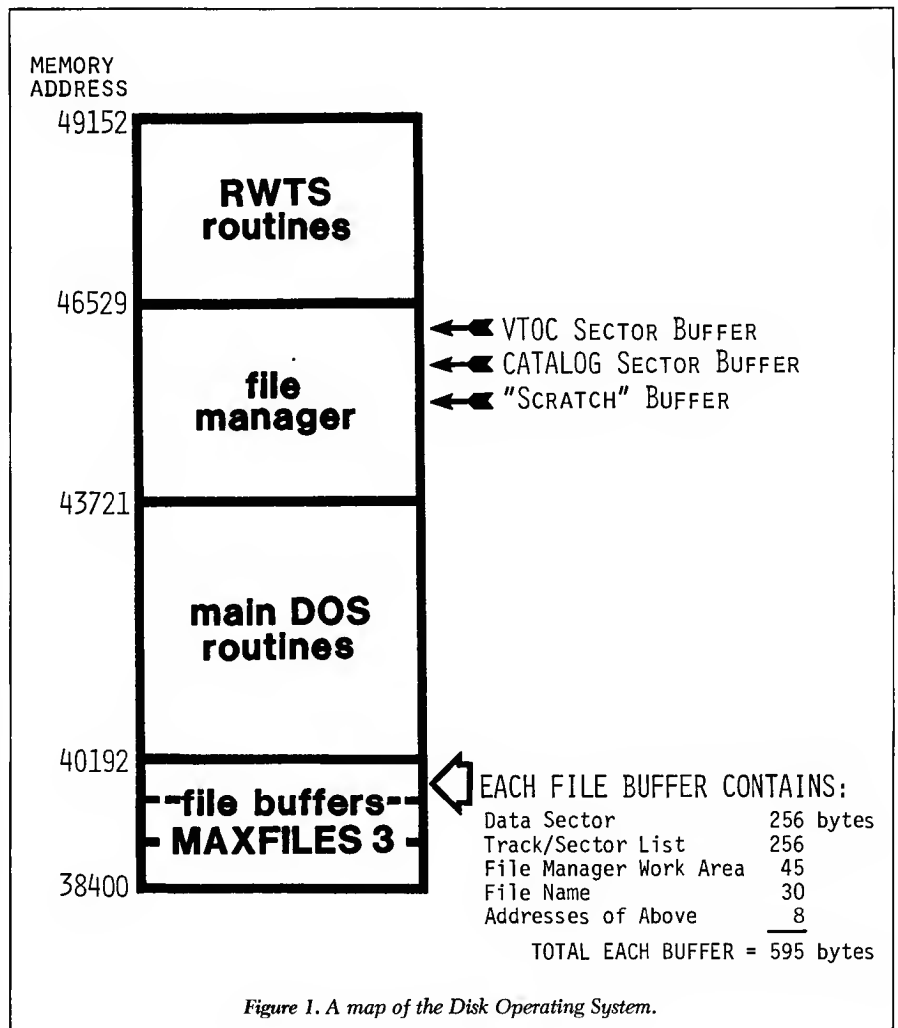 MEMORY
ADDRESS
49152
RWTS
routines
46529
VTOC SECTOR BUFFER
CATALOG SECTOR BUFFER
"SCRATCH" BUFFER
file
manager
43721
main DOS
routines
40192
EACH FILE BUFFER CONTAINS:
file buffers
Data Sector 256 bytes
Track/Sector List 256
MAXFILES 3
File Manager Work Area 45
File Name 30
38400
Addresses of Above 8
TOTAL EACH BUFFER = 595 bytes
Figure 1. A map of the Disk Operating System.